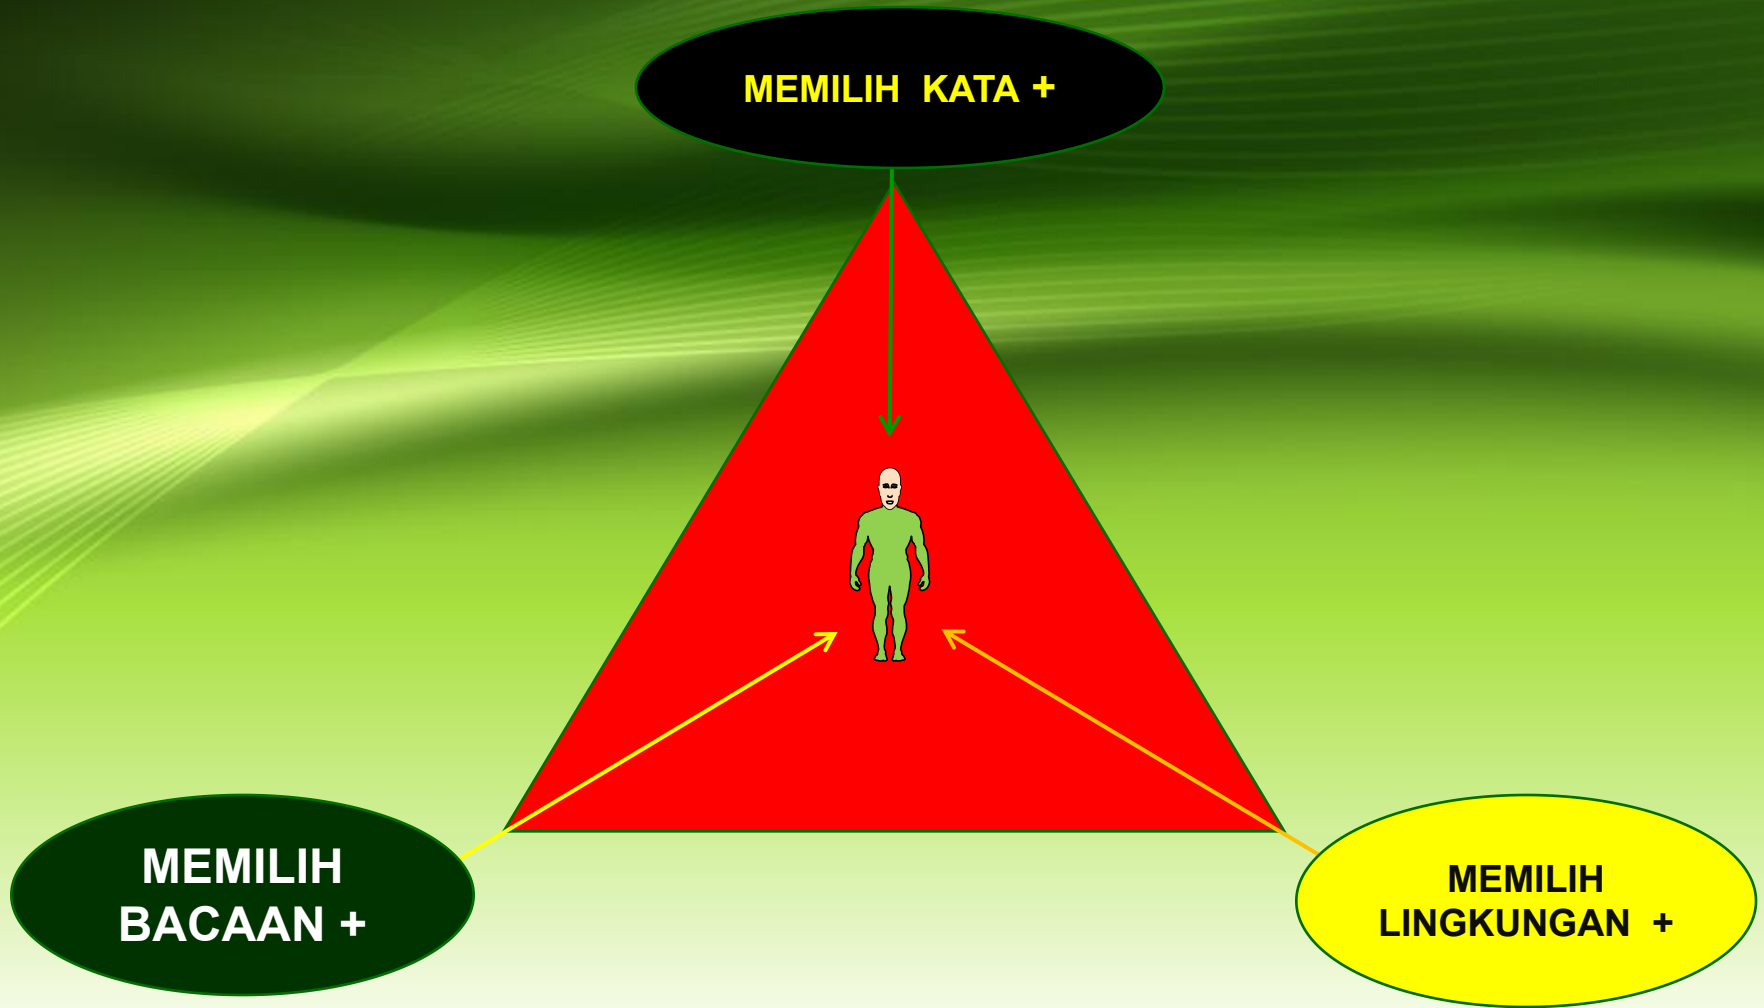 MEMILIH KATA +
MEMILIH
BACAAN +
MEMILIH
LINGKUNGAN +